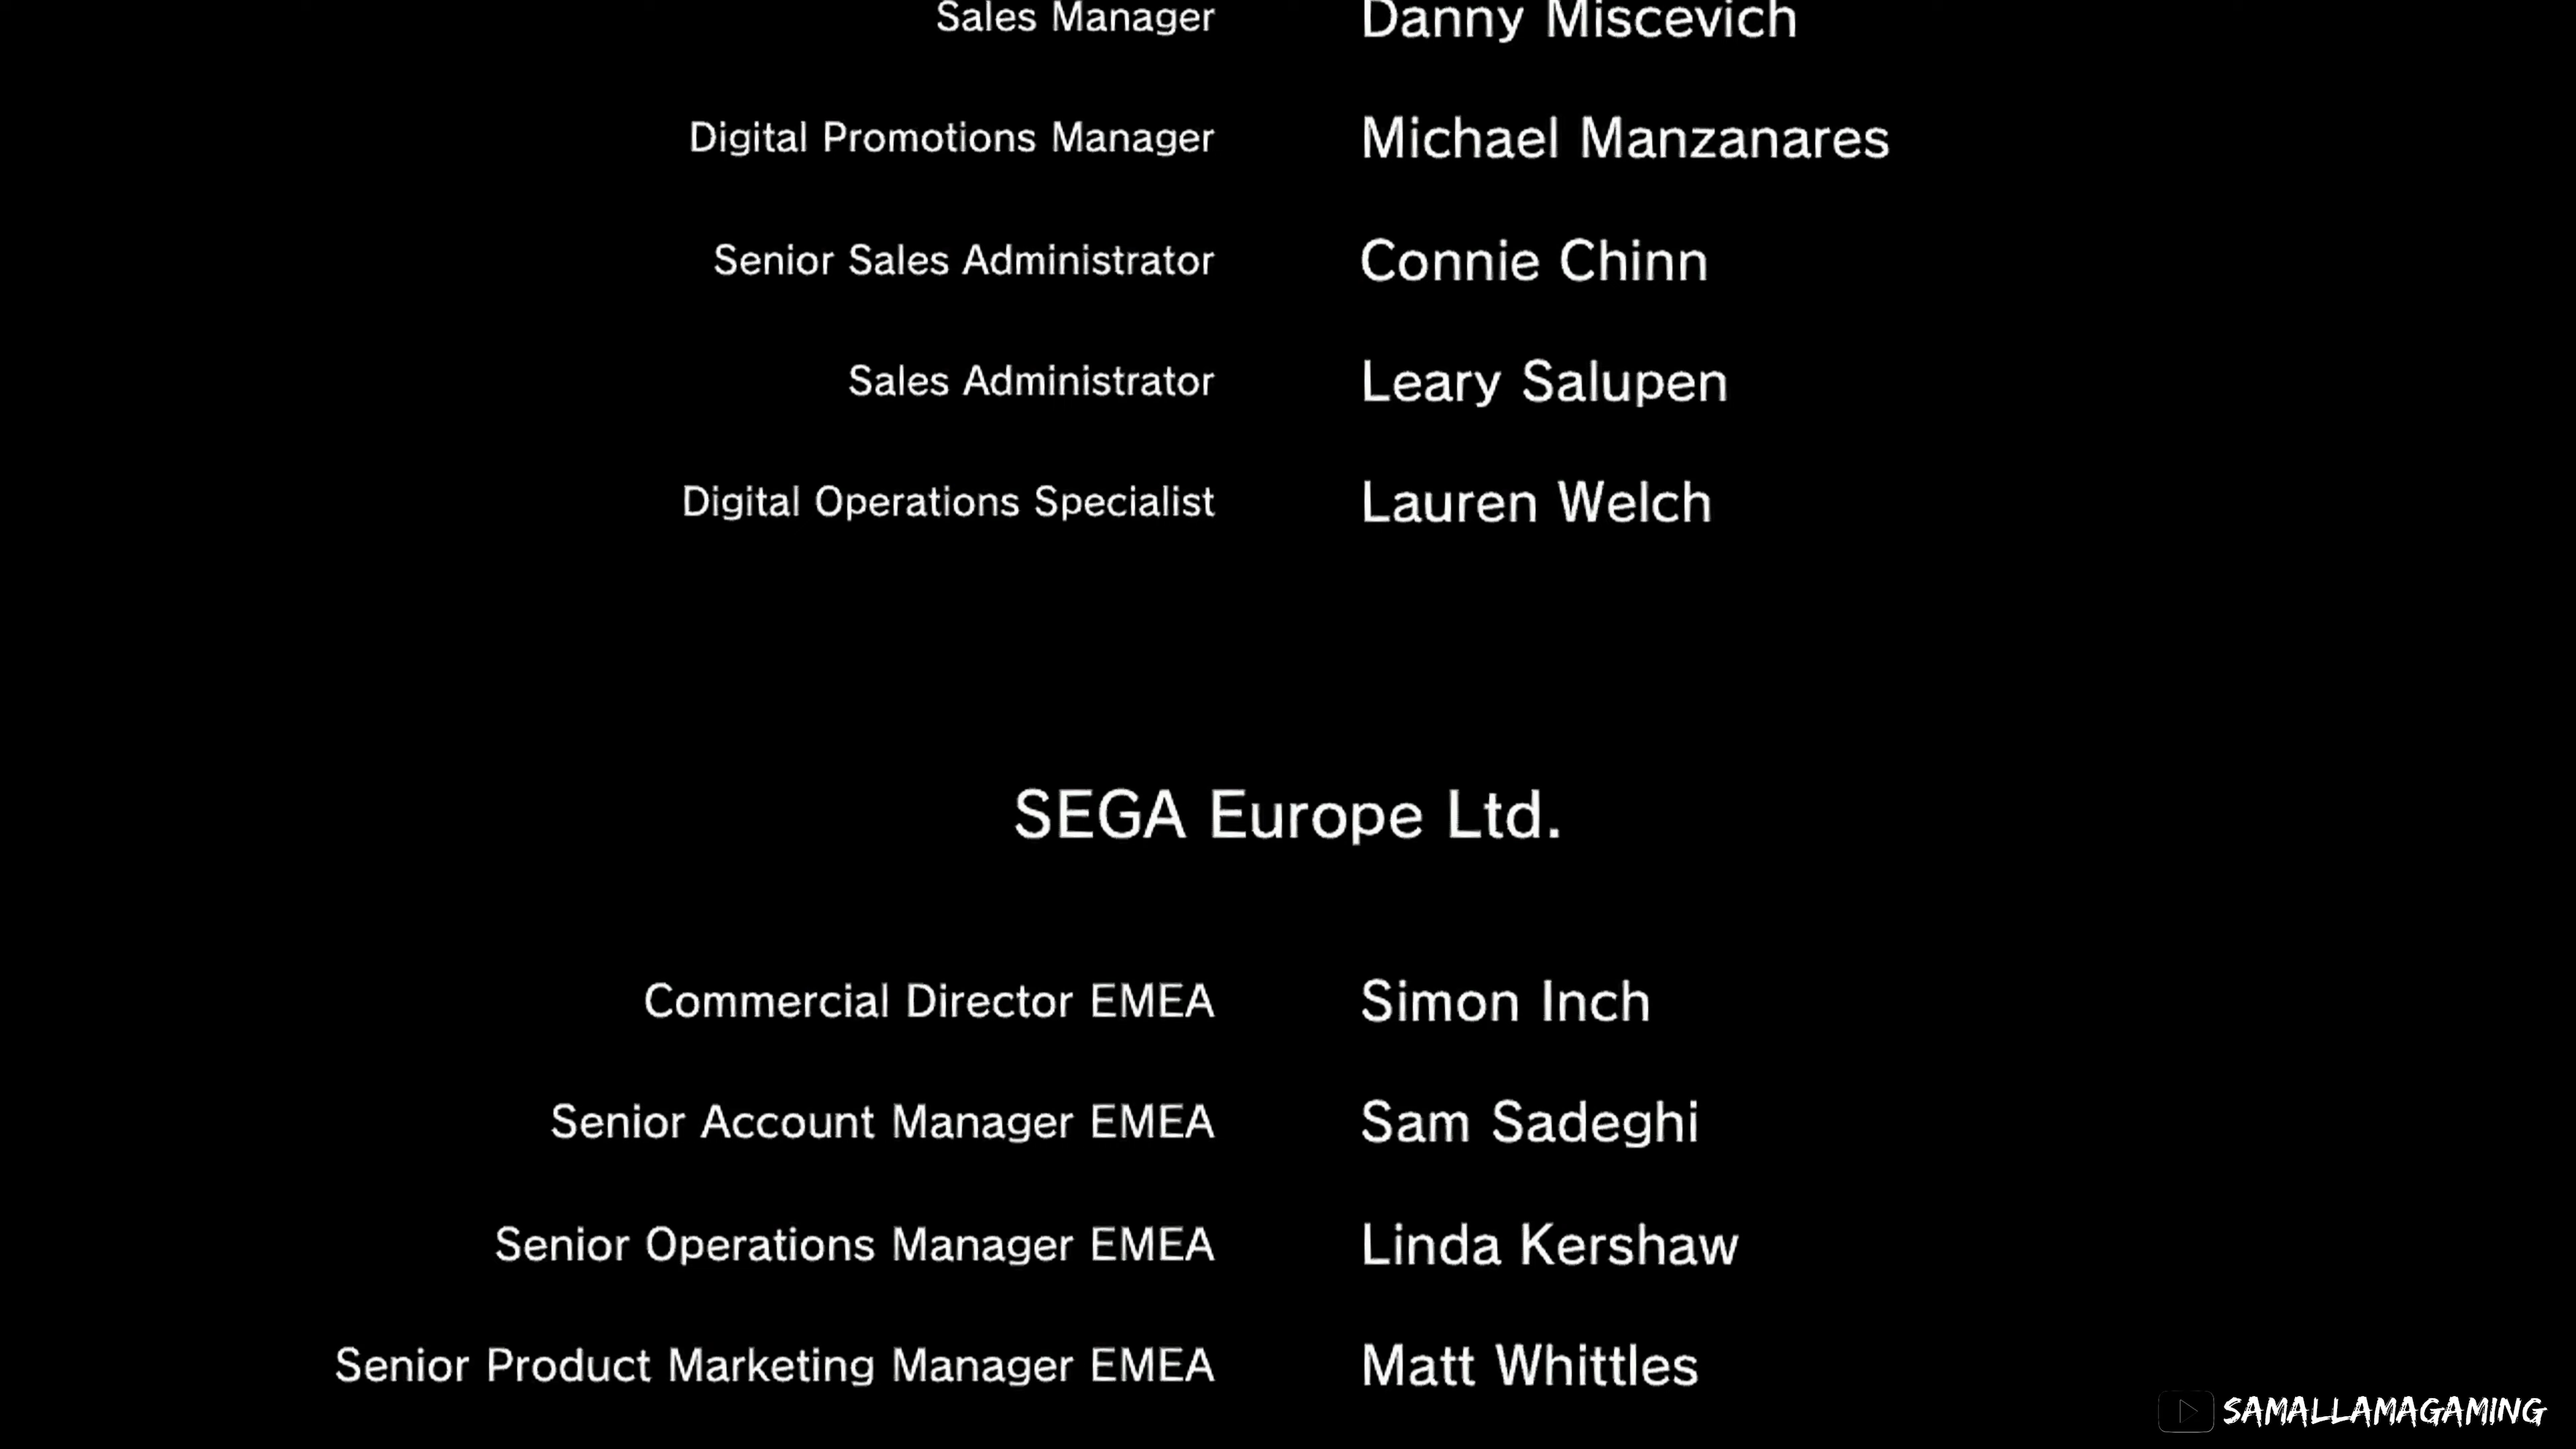 Sales Manager Danny Miscevich
Digital Promotions Manager Michael Manzanares
Senior Sales Administrator Connie Chinn
Sales Administrator Leary Salupen
Digital Operations Specialist Lauren Welch
SEGA Europe Ltd.
Commercial Director EMEA Simon Inch
Senior Account Manager EMEA Sam Sadeghi
Senior Operations Manager EMEA Linda Kershaw
Senior Product Marketing Manager EMEA Matt Whittles
SAMALLAMAGAMING